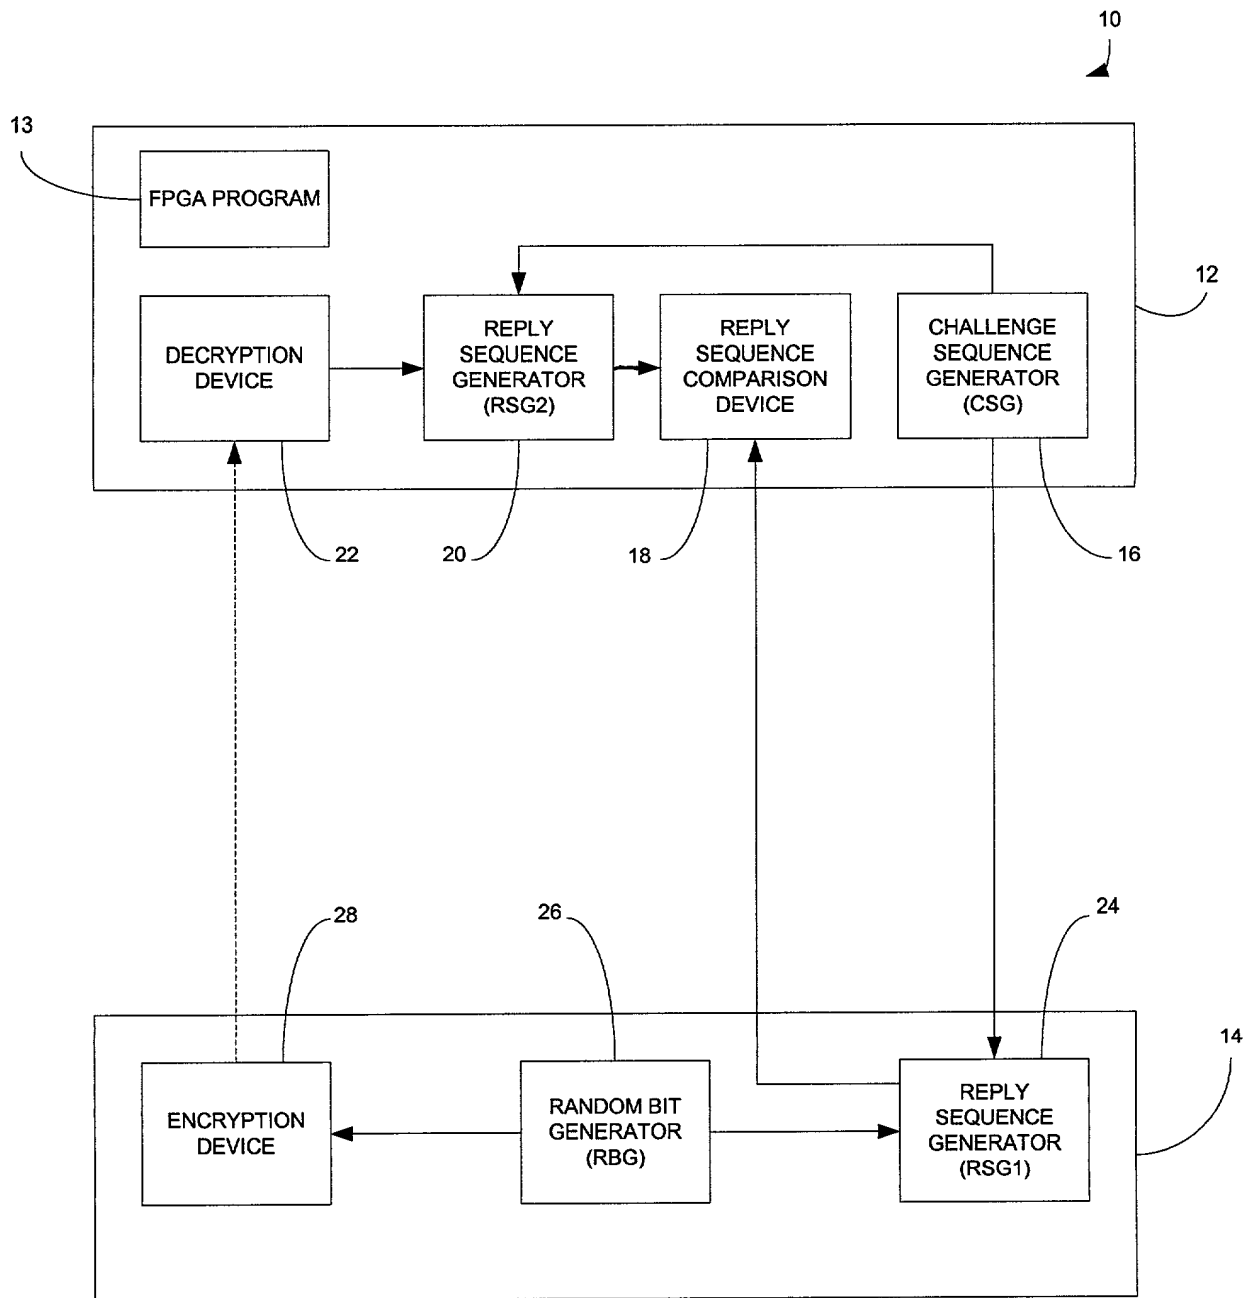 10
13
FPGA PROGRAM
12
DECRYPTION
DEVICE
REPLY
SEQUENCE
GENERATOR
(RSG2)
REPLY
SEQUENCE
COMPARISON
DEVICE
CHALLENGE
SEQUENCE
GENERATOR
(CSG)
22
20
18
16
28
26
24
14
ENCRYPTION
DEVICE
RANDOM BIT
GENERATOR
(RBG)
REPLY
SEQUENCE
GENERATOR
(RSG1)